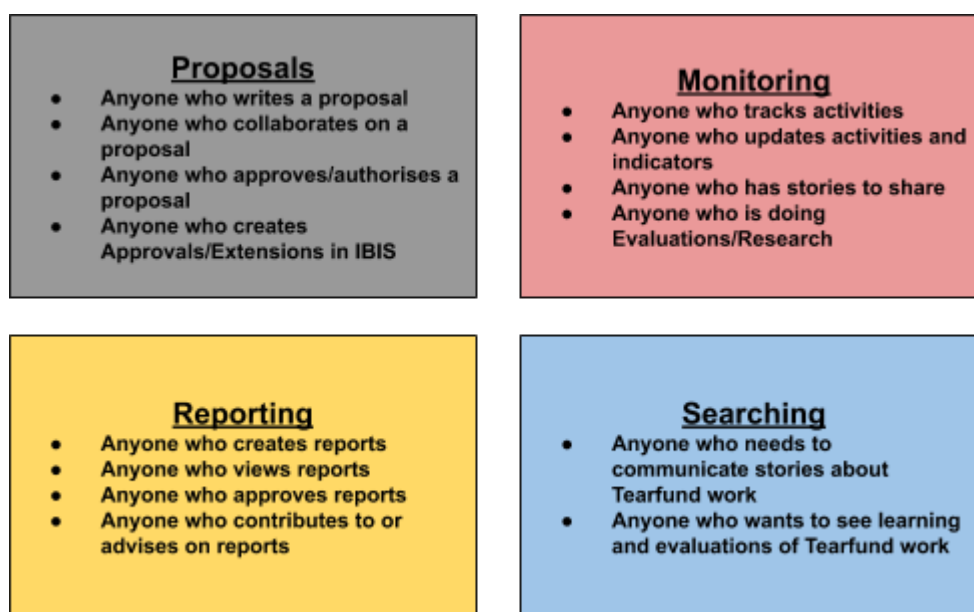 Proposals
● Anyone who writes a proposal
● Anyone who collaborates on a
proposal
● Anyone who approves/authorises a
proposal
● Anyone who creates
Approvals/Extensions in IBIS
Monitoring
● Anyone who tracks activities
● Anyone who updates activities and
indicators
● Anyone who has stories to share
● Anyone who is doing
Evaluations/Research
Reporting
● Anyone who creates reports
● Anyone who views reports
● Anyone who approves reports
● Anyone who contributes to or
advises on reports
Searching
● Anyone who needs to
communicate stories about
Tearfund work
● Anyone who wants to see learning
and evaluations of Tearfund work